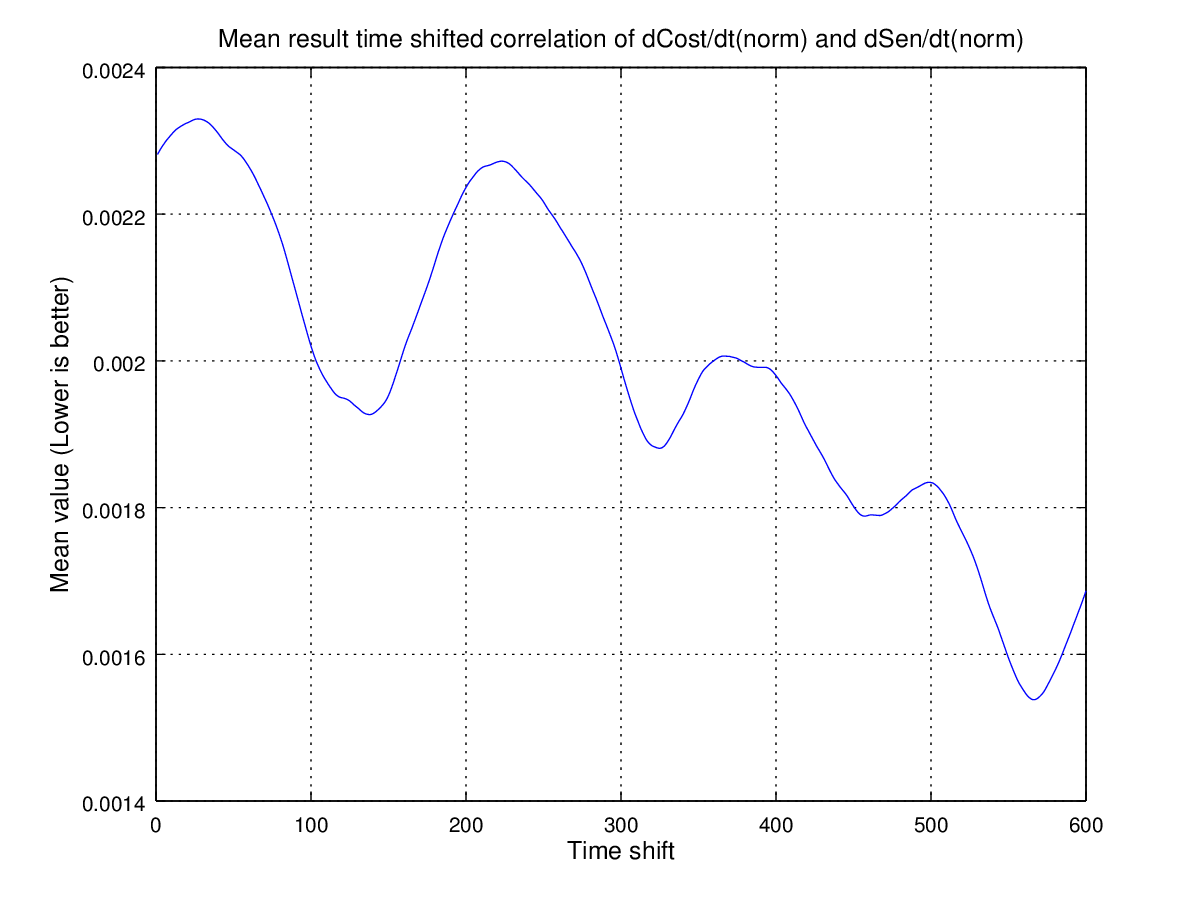 Mean result time shifted correlation of dCost/dt(norm) and dSen/dt(norm)
0.0024
0.0022
0.002
0.0018
0.0016
0.0014
Mean value (Lower is better)
0 100 200 300 400 500 600
Time shift